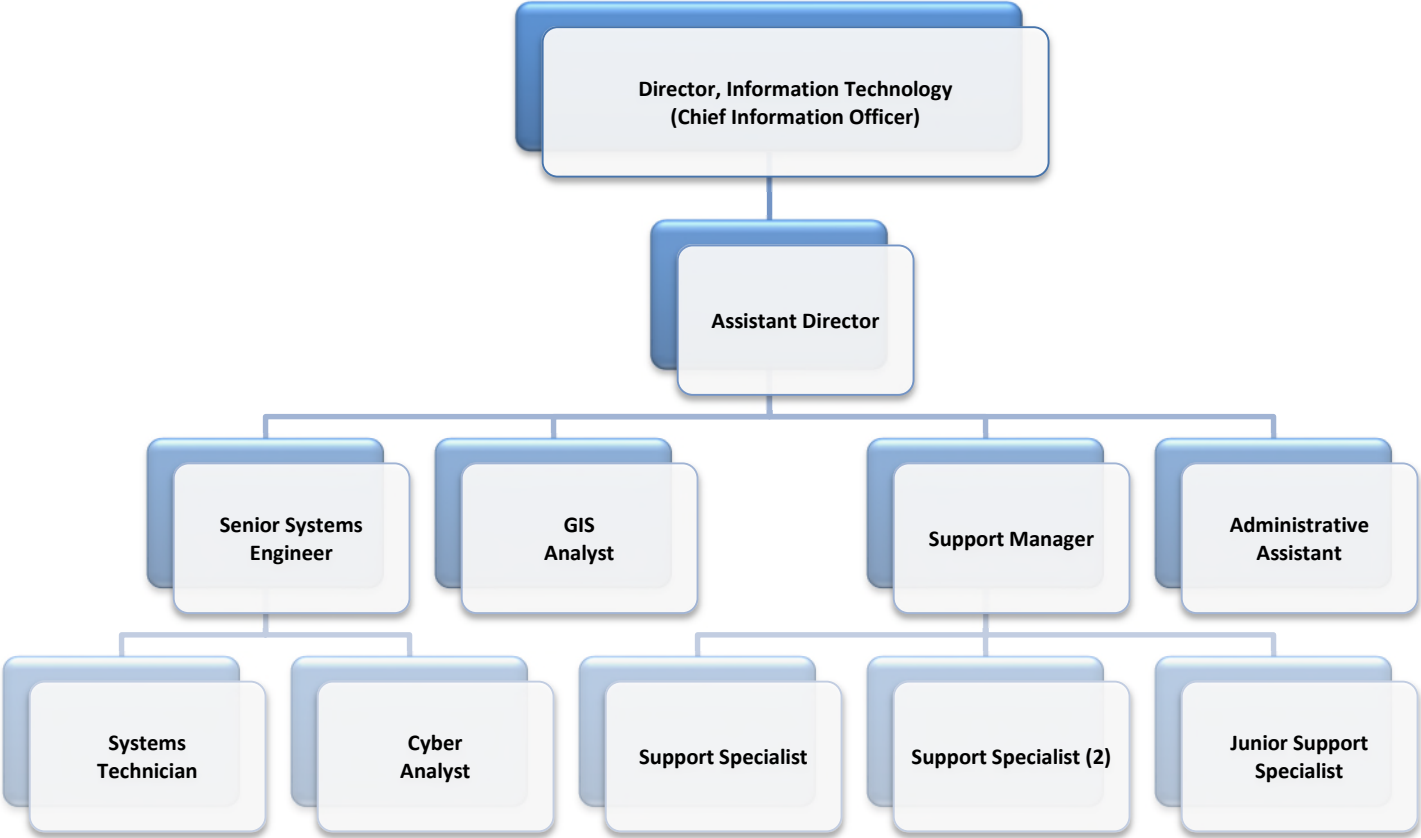 Director, Information Technology
(Chief Information Officer)
Assistant Director
Senior Systems
Engineer
GIS
Analyst
Support Manager
Administrative
Assistant
Systems
Technician
Cyber
Analyst
Support Specialist
Support Specialist (2)
Junior Support
Specialist